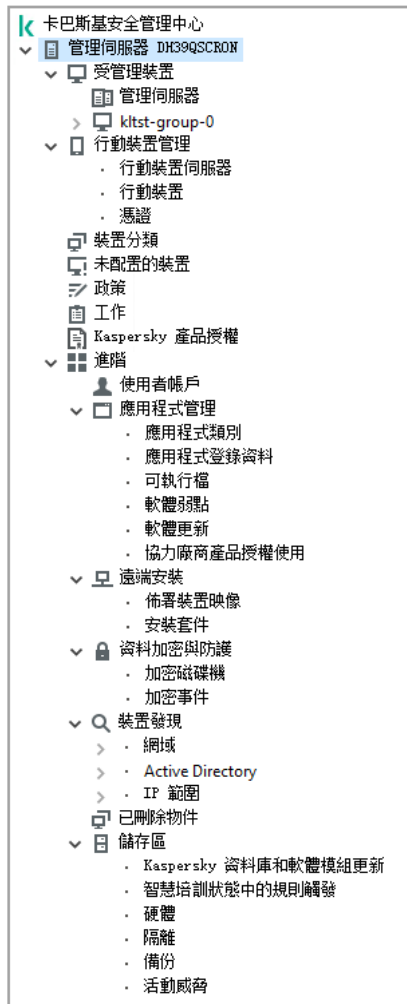 卡巴斯基安全管理中心
管理伺服器 DH39QSCRON
受管理裝置
管理伺服器
kltst-group-0
行動裝置管理
行動裝置伺服器
行動裝置
憑證
裝置分類
未配置的裝置
政策
工作
Kaspersky 產品授權
進階
使用者帳戶
應用程式管理
應用程式類別
應用程式登錄資料
可執行檔
軟體弱點
軟體更新
協力廠商產品授權使用
遠端安裝
佈署裝置映像
安裝套件
資料加密與防護
加密磁碟機
加密事件
裝置發現
網域
Active Directory
IP 範圍
已刪除物件
儲存區
Kaspersky 資料庫和軟體模組更新
智慧培訓狀態中的規則觸發
硬體
隔離
備份
活動威脅